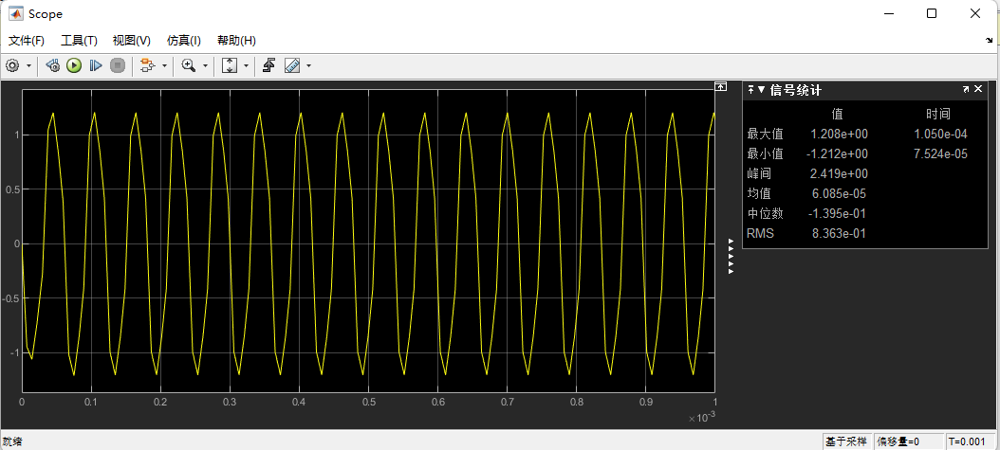 Scope
文件(F) 工具(T) 视图(V) 仿真(I) 帮助(H)
信号统计
值 时间
最大值 1.208e+00 1.050e-04
最小值 -1.212e+00 7.524e-05
峰间 2.419e+00
均值 6.085e-05
中位数 -1.395e-01
RMS 8.363e-01
1
0.5
0
-0.5
-1
0 0.1 0.2 0.3 0.4 0.5 0.6 0.7 0.8 0.9 1
×10⁻³
就绪 基于采样 偏移量=0 T=0.001